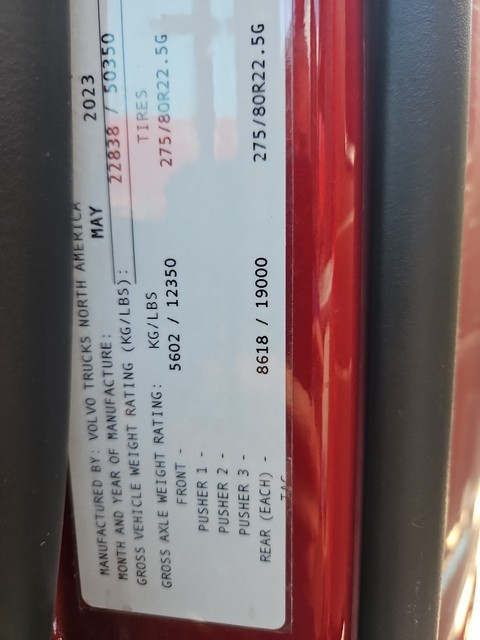 MANUFACTURED BY: VOLVO TRUCKS NORTH AMERICA
MONTH AND YEAR OF MANUFACTURE: MAY 2023
GROSS VEHICLE WEIGHT RATING (KG/LBS): 22838 / 50350
GROSS AXLE WEIGHT RATING: KG/LBS TIRES
FRONT - 5602 / 12350 275/80R22.5G
PUSHER 1 -
PUSHER 2 -
PUSHER 3 -
REAR (EACH) - 8618 / 19000 275/80R22.5G